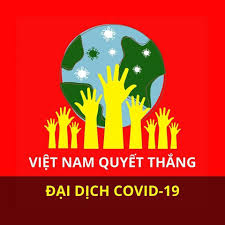 VIỆT NAM QUYẾT THẮNG
ĐẠI DỊCH COVID-19